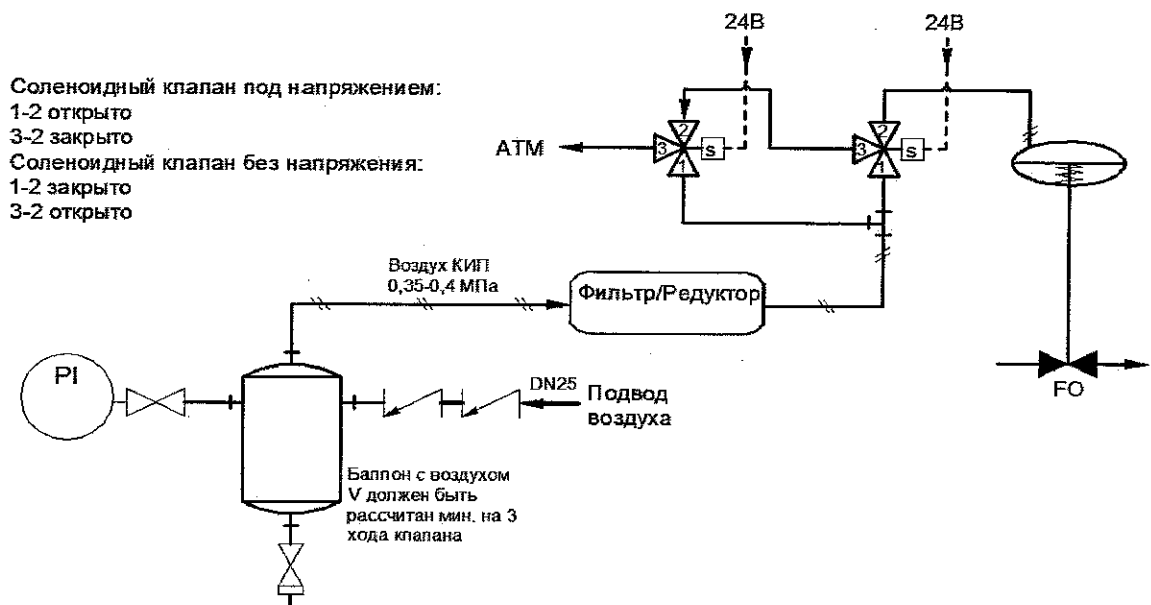 24В
24В
Соленоидный клапан под напряжением:
1-2 открыто
3-2 закрыто
Соленоидный клапан без напряжения:
1-2 закрыто
3-2 открыто
АТМ
2
3
S
1
2
3
S
1
Воздух КИП
0,35-0,4 МПа
Фильтр/Редуктор
PI
DN25
Подвод
воздуха
FO
Баллон с воздухом
V должен быть
рассчитан мин. на 3
хода клапана